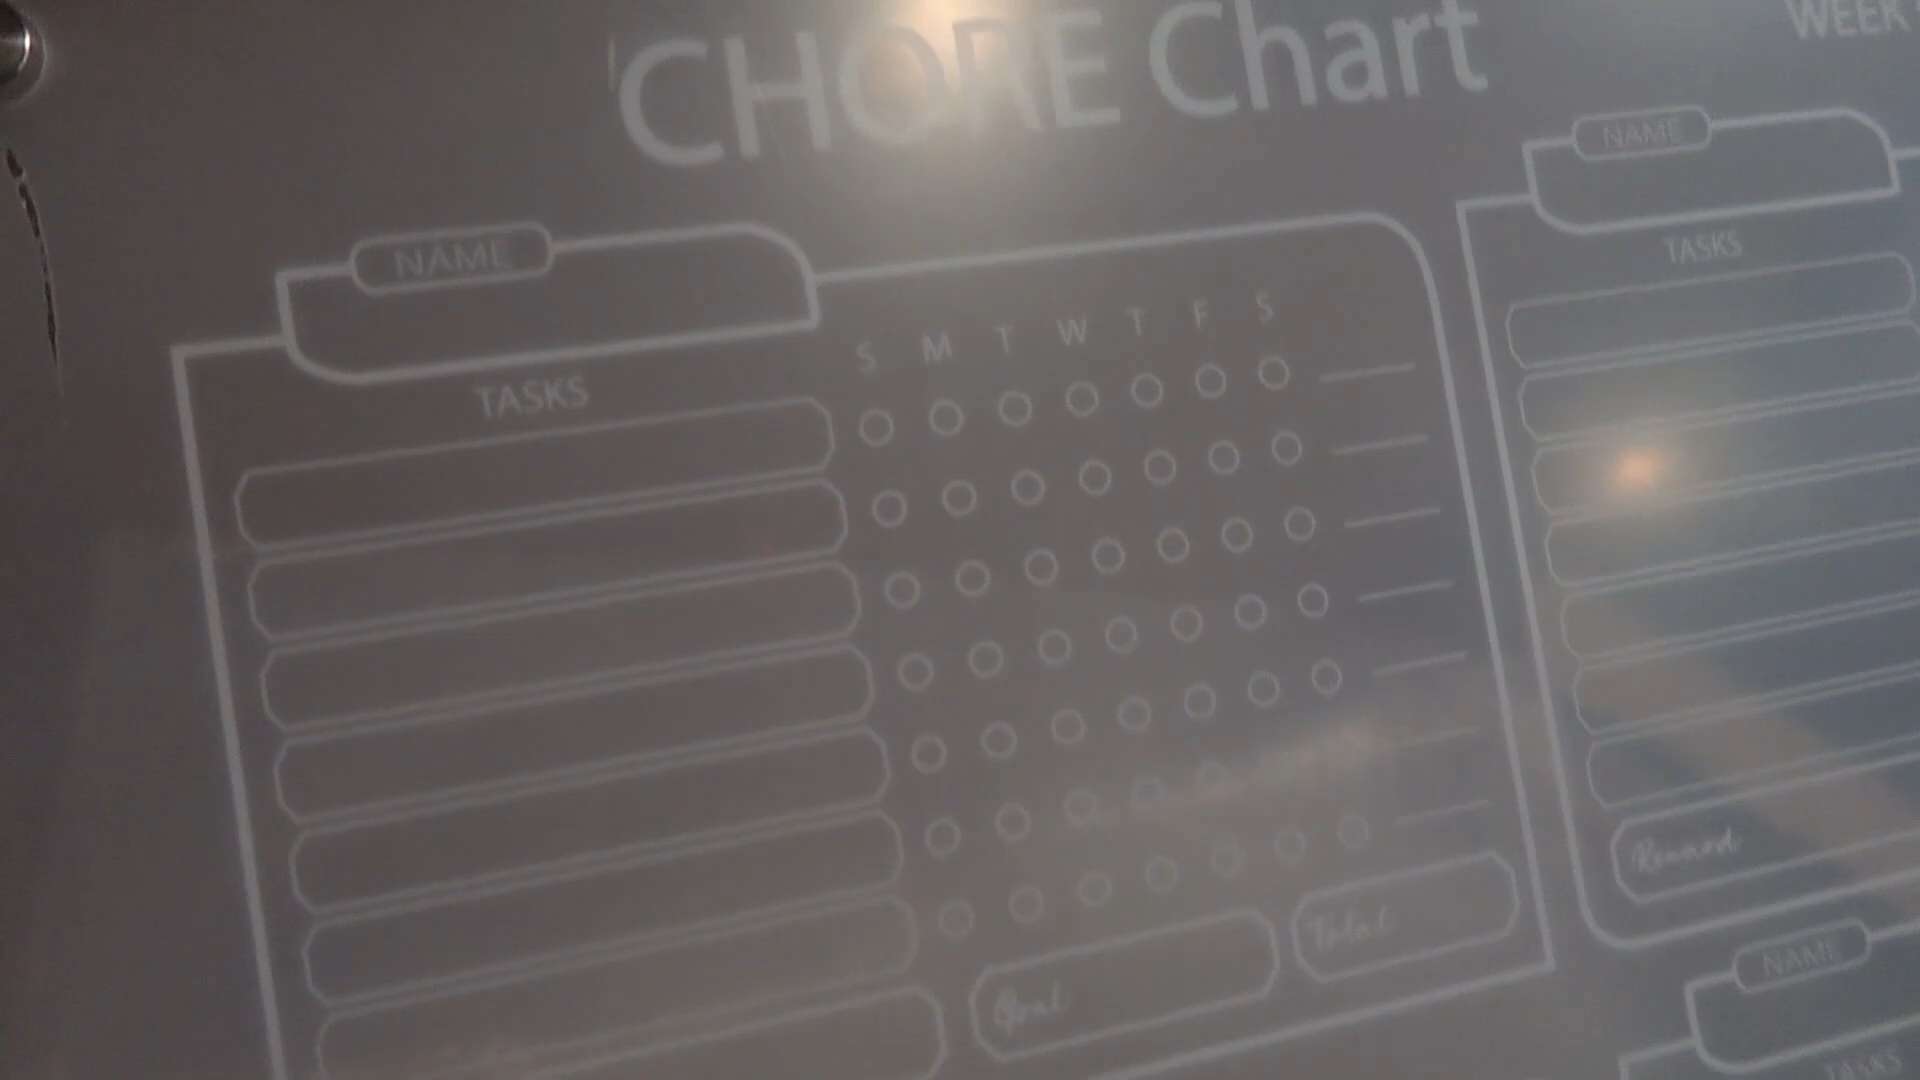 CHORE Chart
WEEK
NAME
TASKS
S M T W T F S
Goal
Total
NAME
TASKS
Reward
NAME
TASKS